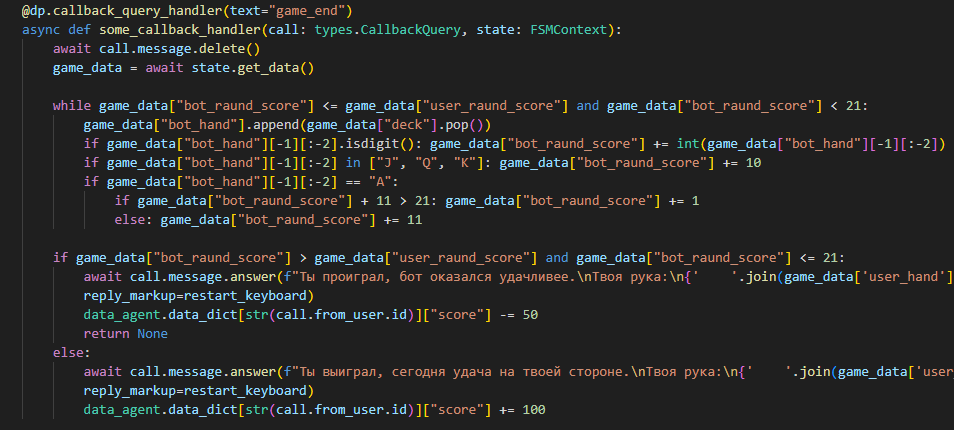 @dp.callback_query_handler(text="game_end")
async def some_callback_handler(call: types.CallbackQuery, state: FSMContext):
    await call.message.delete()
    game_data = await state.get_data()

    while game_data["bot_raund_score"] <= game_data["user_raund_score"] and game_data["bot_raund_score"] < 21:
        game_data["bot_hand"].append(game_data["deck"].pop())
        if game_data["bot_hand"][-1][:-2].isdigit(): game_data["bot_raund_score"] += int(game_data["bot_hand"][-1][:-2])
        if game_data["bot_hand"][-1][:-2] in ["J", "Q", "K"]: game_data["bot_raund_score"] += 10
        if game_data["bot_hand"][-1][:-2] == "A":
            if game_data["bot_raund_score"] + 11 > 21: game_data["bot_raund_score"] += 1
            else: game_data["bot_raund_score"] += 11

    if game_data["bot_raund_score"] > game_data["user_raund_score"] and game_data["bot_raund_score"] <= 21:
        await call.message.answer(f"Ты проиграл, бот оказался удачливее.\nТвоя рука:\n{'    '.join(game_data['user_hand']
        reply_markup=restart_keyboard)
        data_agent.data_dict[str(call.from_user.id)]["score"] -= 50
        return None
    else:
        await call.message.answer(f"Ты выиграл, сегодня удача на твоей стороне.\nТвоя рука:\n{'    '.join(game_data['user
        reply_markup=restart_keyboard)
        data_agent.data_dict[str(call.from_user.id)]["score"] += 100